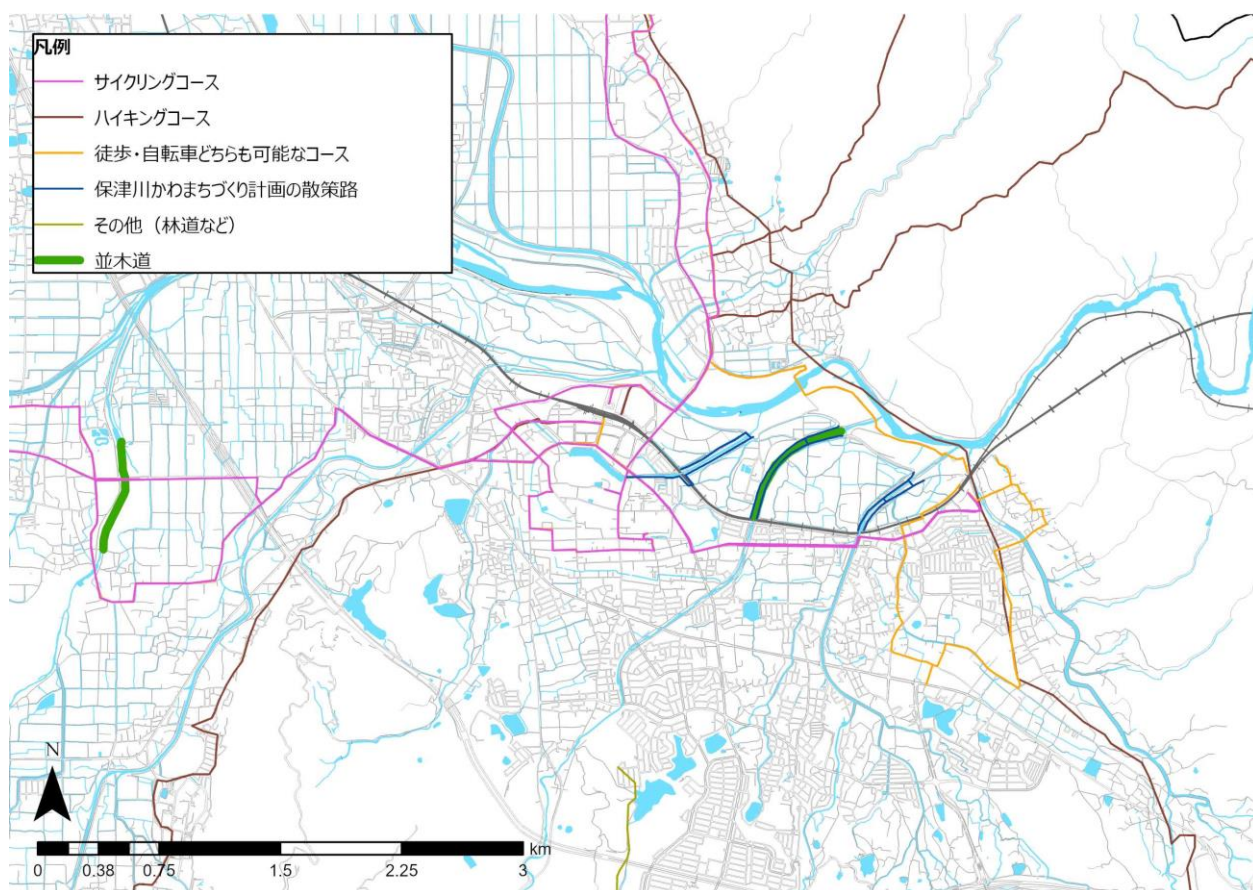 凡例
サイクリングコース
ハイキングコース
徒歩・自転車どちらも可能なコース
保津川かわまちづくり計画の散策路
その他（林道など）
並木道
N
km
0 0.38 0.75 1.5 2.25 3